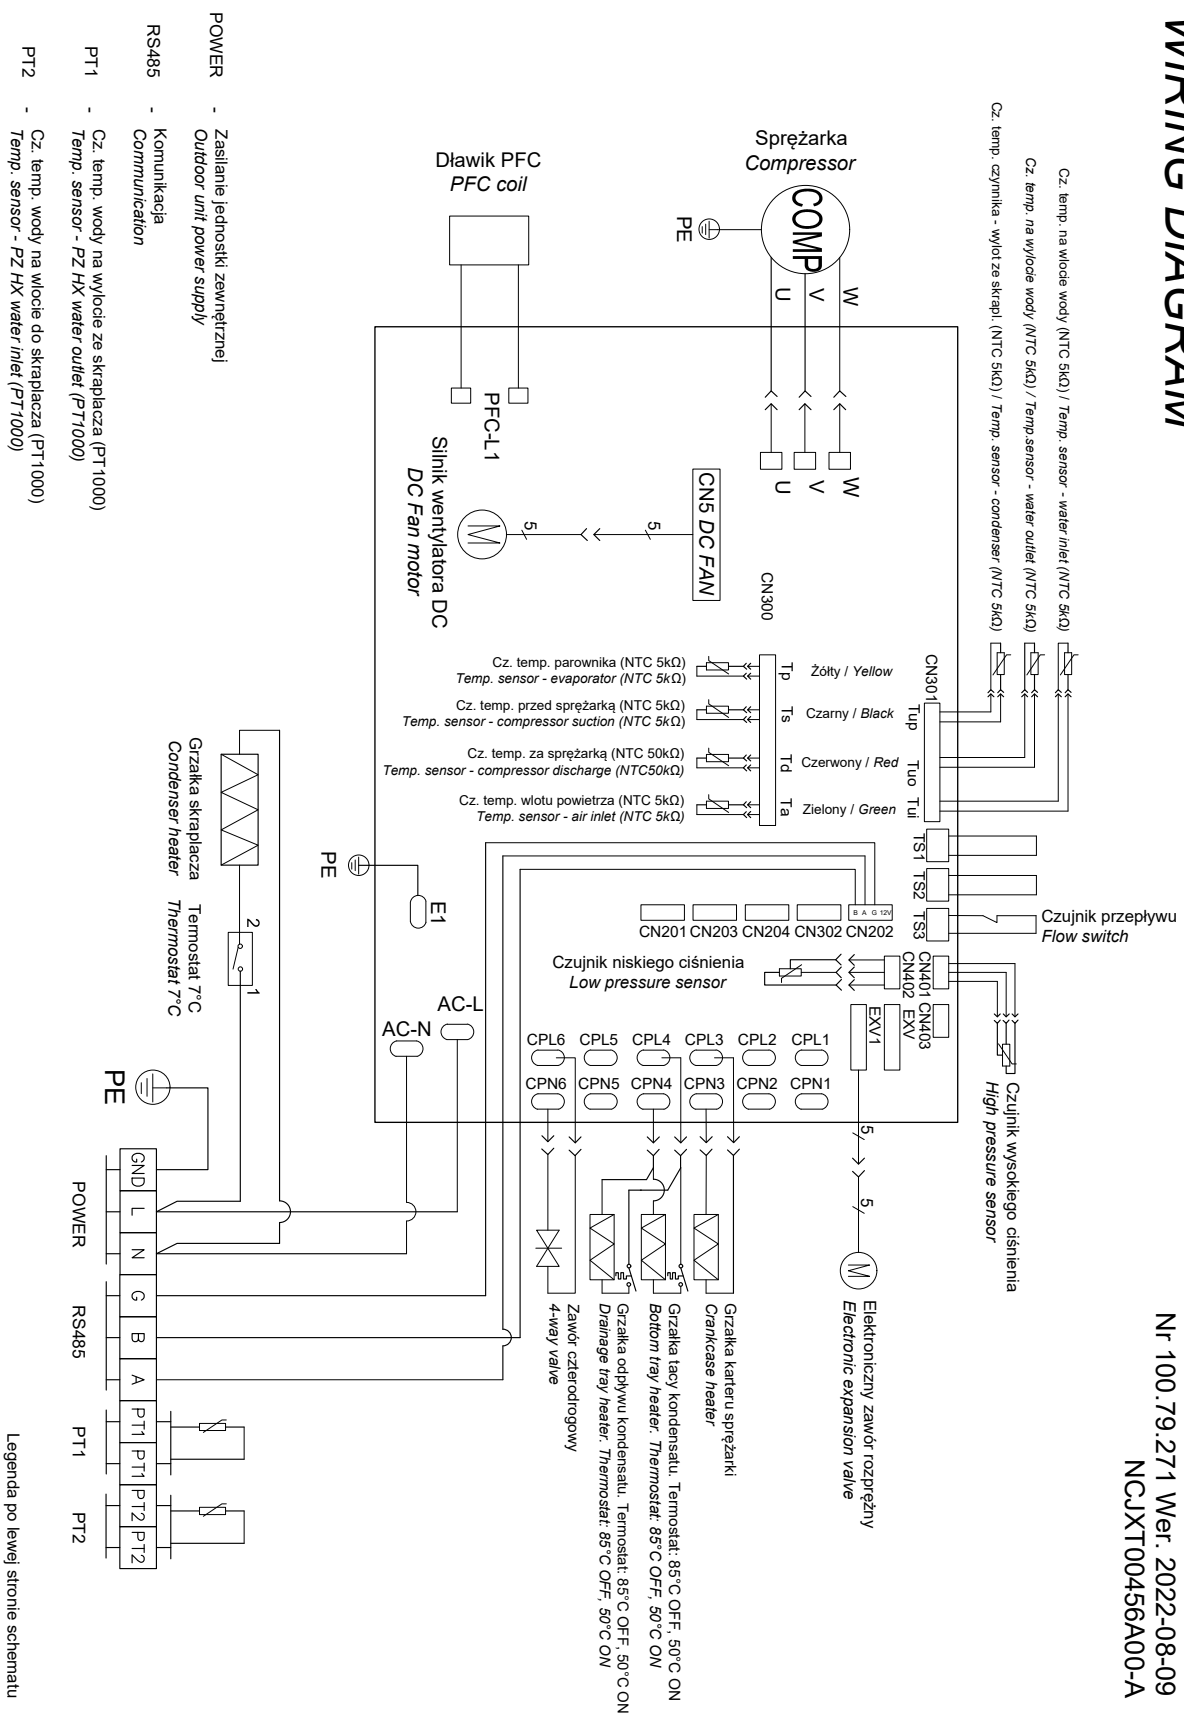 WIRING DIAGRAM
Nr 100.79.271 Wer. 2022-08-09
NCJXT00456A00-A
Cz. temp. na wlocie wody (NTC 5kΩ) / Temp. sensor - water inlet (NTC 5kΩ)
Cz. temp. na wylocie wody (NTC 5kΩ) / Temp.sensor - water outlet (NTC 5kΩ)
Cz. temp. czynnika - wylot ze skrapl. (NTC 5kΩ) / Temp. sensor - condenser (NTC 5kΩ)
Sprężarka
Compressor
COMP
PE
W
V
U
W
V
U
Dławik PFC
PFC coil
PFC-L1
Silnik wentylatora DC
DC Fan motor
M
5
5
CN5 DC FAN
CN300
CN301
Tup
Tuo
Tui
Tp
Ts
Td
Ta
Żółty / Yellow
Czarny / Black
Czerwony / Red
Zielony / Green
Cz. temp. parownika (NTC 5kΩ)
Temp. sensor - evaporator (NTC 5kΩ)
Cz. temp. przed sprężarką (NTC 5kΩ)
Temp. sensor - compressor suction (NTC 5kΩ)
Cz. temp. za sprężarką (NTC 50kΩ)
Temp. sensor - compressor discharge (NTC50kΩ)
Cz. temp. wlotu powietrza (NTC 5kΩ)
Temp. sensor - air inlet (NTC 5kΩ)
TS1
TS2
TS3
Czujnik przepływu
Flow switch
B A G 12V
CN201 CN203 CN204 CN302 CN202
Czujnik niskiego ciśnienia
Low pressure sensor
CN401
CN402
CN403
EXV
EXV1
Czujnik wysokiego ciśnienia
High pressure sensor
PE
E1
AC-L
AC-N
CPL6 CPL5 CPL4 CPL3 CPL2 CPL1
CPN6 CPN5 CPN4 CPN3 CPN2 CPN1
5
5
M
Elektroniczny zawór rozprężny
Electronic expansion valve
Grzałka karteru sprężarki
Crankcase heater
Grzałka tacy kondensatu. Termostat: 85°C OFF, 50°C ON
Bottom tray heater. Thermostat: 85°C OFF, 50°C ON
Grzałka odpływu kondensatu. Termostat: 85°C OFF, 50°C ON
Drainage tray heater. Thermostat: 85°C OFF, 50°C ON
Zawór czterodrogowy
4-way valve
Grzałka skraplacza
Condenser heater
Termostat 7°C
Thermostat 7°C
2
1
PE
GND
L
N
G
B
A
PT1
PT1
PT2
PT2
POWER
RS485
PT1
PT2
POWER - Zasilanie jednostki zewnętrznej
Outdoor unit power supply
RS485 - Komunikacja
Communication
PT1 - Cz. temp. wody na wylocie ze skraplacza (PT1000)
Temp. sensor - PZ HX water outlet (PT1000)
PT2 - Cz. temp. wody na wlocie do skraplacza (PT1000)
Temp. sensor - PZ HX water inlet (PT1000)
Legenda po lewej stronie schematu